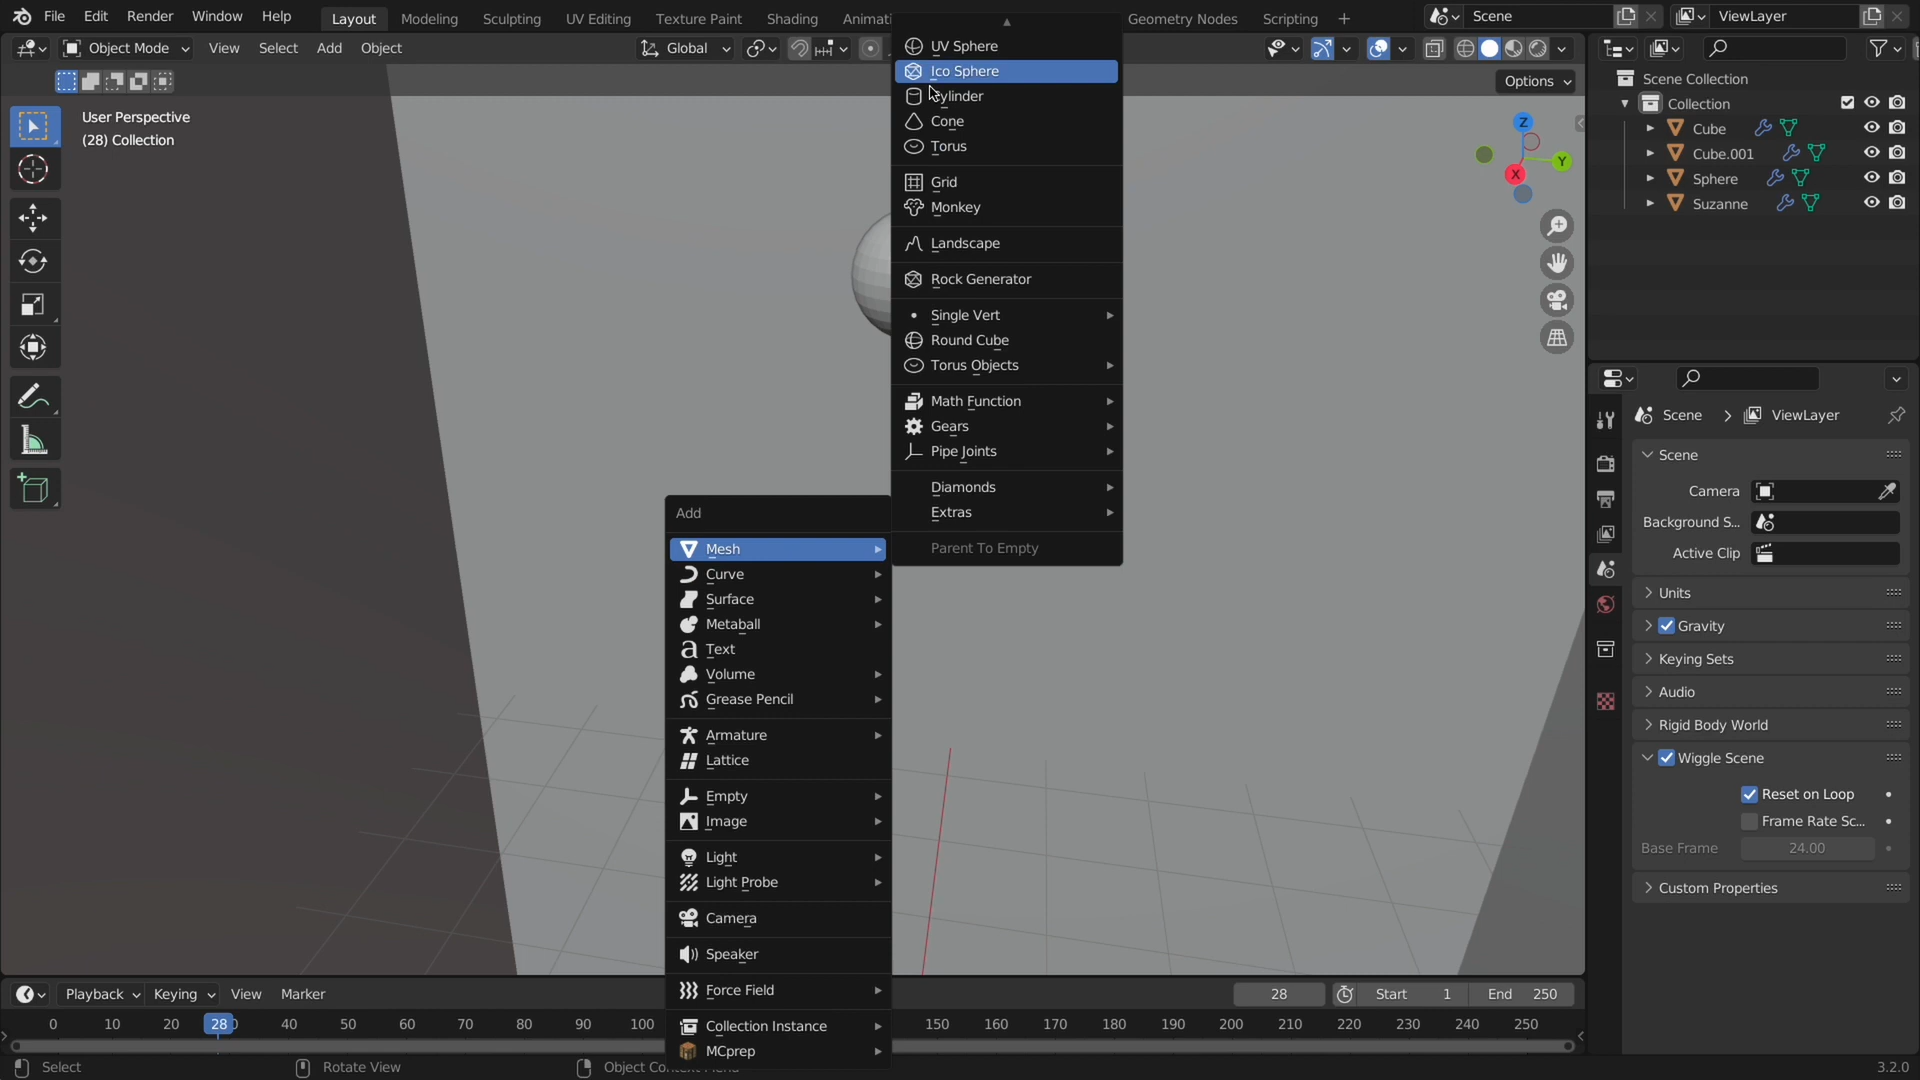 File Edit Render Window Help Layout Modeling Sculpting UV Editing Texture Paint Shading Geometry Nodes Scripting Scene ViewLayer
Object Mode View Select Add Object Global
Options
User Perspective
(28) Collection
Z
Y
X
UV Sphere
Ico Sphere
Cone
Torus
Grid
Monkey
Landscape
Rock Generator
Single Vert
Round Cube
Torus Objects
Math Function
Gears
Pipe Joints
Diamonds
Extras
Parent To Empty
Add
Mesh
Curve
Surface
Metaball
Text
Volume
Grease Pencil
Armature
Lattice
Empty
Image
Light
Light Probe
Camera
Speaker
Force Field
Collection Instance
MCprep
Scene Collection
Collection
Cube
Cube.001
Sphere
Suzanne
Scene ViewLayer
Scene
Camera
Background S...
Active Clip
Units
Gravity
Keying Sets
Audio
Rigid Body World
Wiggle Scene
Reset on Loop
Frame Rate Sc...
Base Frame 24.00
Custom Properties
Playback Keying View Marker 28 Start 1 End 250
0 10 20 28 40 50 60 70 80 90 100 150 160 170 180 190 200 210 220 230 240 250
Select Rotate View Object 3.2.0